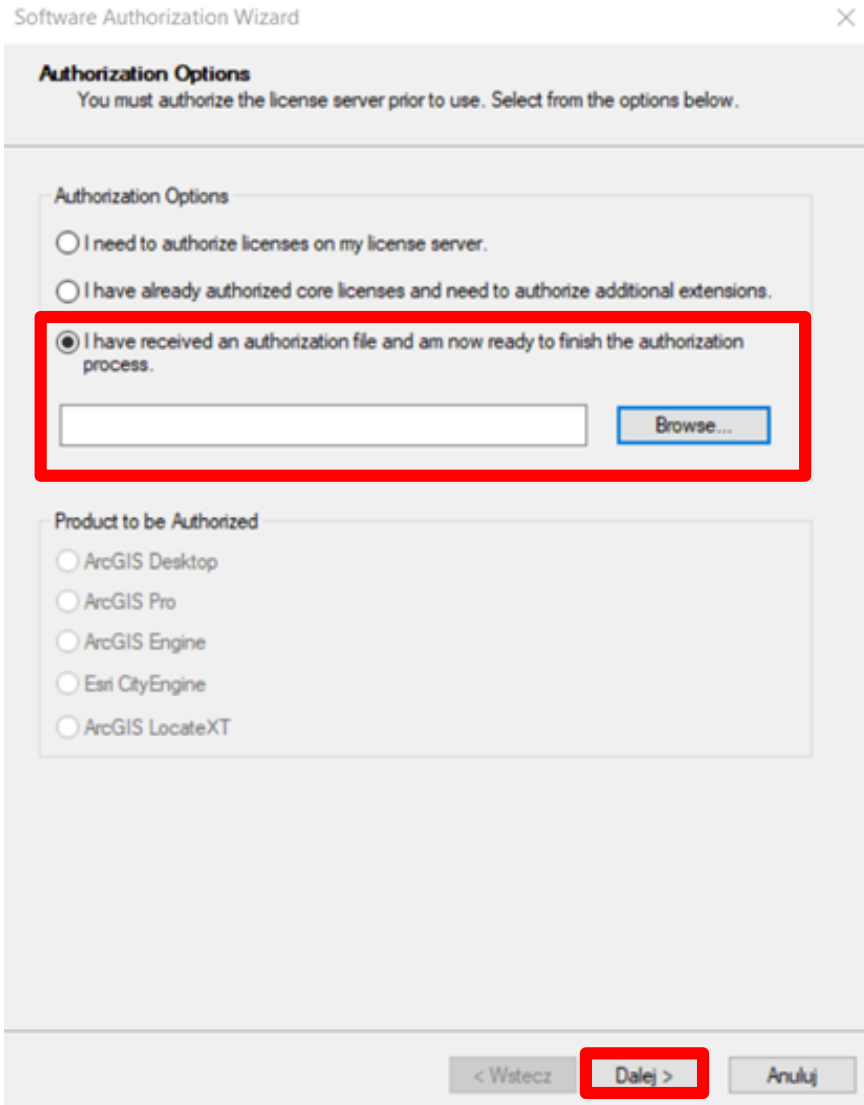 Software Authorization Wizard
Authorization Options
You must authorize the license server prior to use. Select from the options below.
Authorization Options
I need to authorize licenses on my license server.
I have already authorized core licenses and need to authorize additional extensions.
I have received an authorization file and am now ready to finish the authorization
process.
Browse...
Product to be Authorized
ArcGIS Desktop
ArcGIS Pro
ArcGIS Engine
Esri CityEngine
ArcGIS LocateXT
< Wstecz Dalej > Anuluj